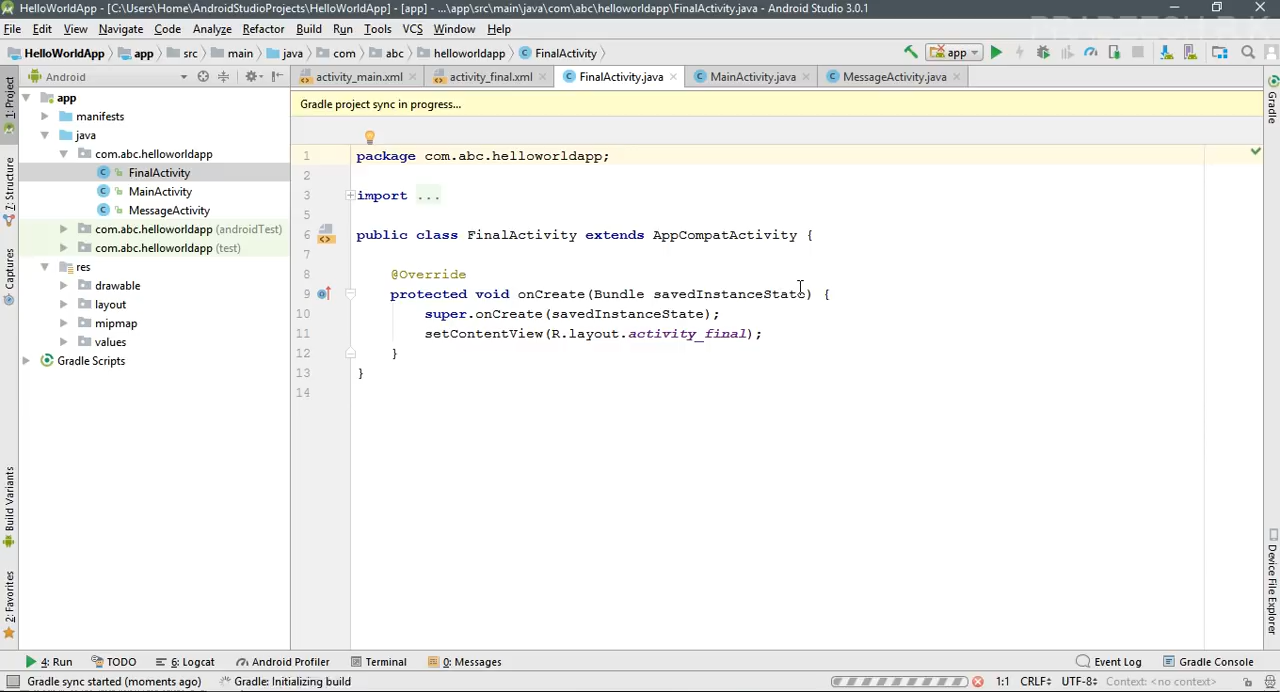 HelloWorldApp - [C:\Users\Home\AndroidStudioProjects\HelloWorldApp] - [app] - ...\app\src\main\java\com\abc\helloworldapp\FinalActivity.java - Android Studio 3.0.1
File Edit View Navigate Code Analyze Refactor Build Run Tools VCS Window Help
HelloWorldApp app src main java com abc helloworldapp FinalActivity
app
Android
activity_main.xml activity_final.xml FinalActivity.java MainActivity.java MessageActivity.java
1: Project
7: Structure
Captures
Build Variants
2: Favorites
app
manifests
java
com.abc.helloworldapp
FinalActivity
MainActivity
MessageActivity
com.abc.helloworldapp (androidTest)
com.abc.helloworldapp (test)
res
drawable
layout
mipmap
values
Gradle Scripts
Gradle project sync in progress...
1 package com.abc.helloworldapp;
2
3 import ...
5
6 public class FinalActivity extends AppCompatActivity {
7
8 @Override
9 protected void onCreate(Bundle savedInstanceState) {
10 super.onCreate(savedInstanceState);
11 setContentView(R.layout.activity_final);
12 }
13 }
14
Gradle
Device File Explorer
4: Run TODO 6: Logcat Android Profiler Terminal 0: Messages Event Log Gradle Console
Gradle sync started (moments ago) Gradle: Initializing build 1:1 CRLF UTF-8 Context: <no context>